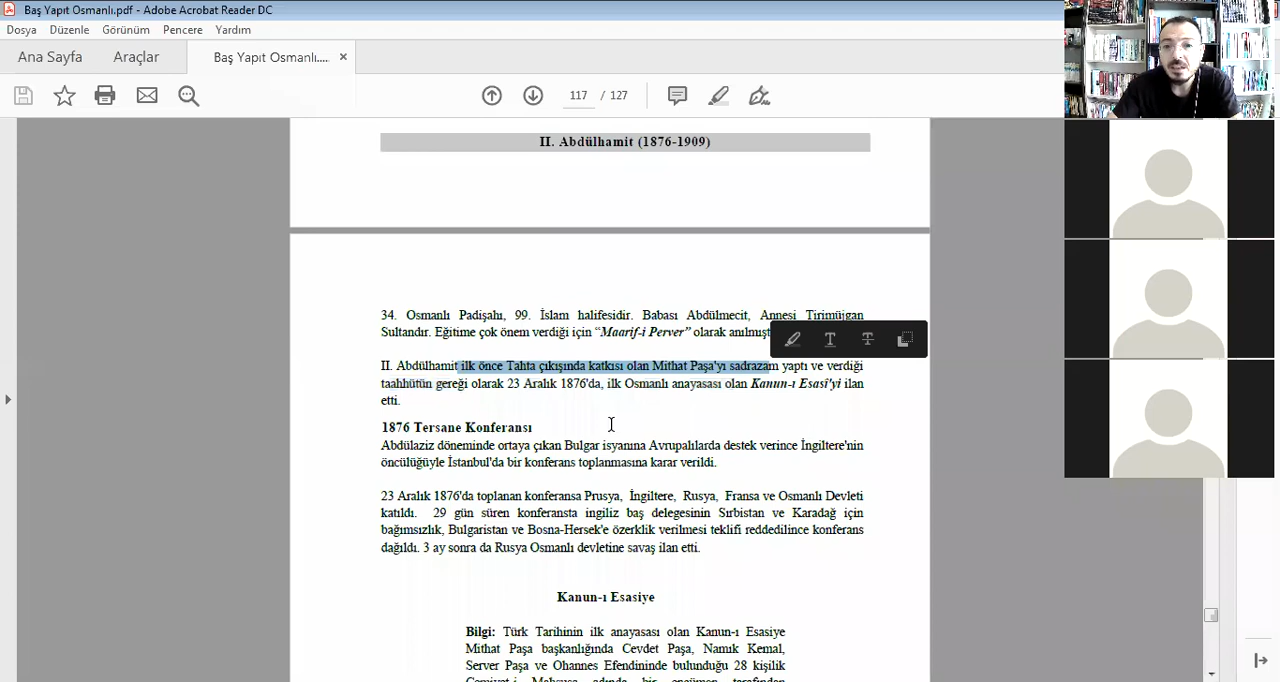 Baş Yapıt Osmanlı.pdf - Adobe Acrobat Reader DC
Dosya Düzenle Görünüm Pencere Yardım
Ana Sayfa Araçlar Baş Yapıt Osmanlı.... ×
117 / 127
II. Abdülhamit (1876-1909)
34. Osmanlı Padişahı, 99. İslam halifesidir. Babası Abdülmecit, Annesi Tirimüjgan
Sultandır. Eğitime çok önem verdiği için “Maarif-i Perver” olarak anılmışt
II. Abdülhamit ilk önce Tahta çıkışında katkısı olan Mithat Paşa'yı sadrazam yaptı ve verdiği
taahhütün gereği olarak 23 Aralık 1876'da, ilk Osmanlı anayasası olan Kanun-ı Esasî'yi ilan
etti.
1876 Tersane Konferansı
Abdülaziz döneminde ortaya çıkan Bulgar isyanına Avrupalılarda destek verince İngiltere'nin
öncülüğüyle İstanbul'da bir konferans toplanmasına karar verildi.
23 Aralık 1876'da toplanan konferansa Prusya, İngiltere, Rusya, Fransa ve Osmanlı Devleti
katıldı. 29 gün süren konferansta ingiliz baş delegesinin Sırbistan ve Karadağ için
bağımsızlık, Bulgaristan ve Bosna-Hersek'e özerklik verilmesi teklifi reddedilince konferans
dağıldı. 3 ay sonra da Rusya Osmanlı devletine savaş ilan etti.
Kanun-ı Esasiye
Bilgi: Türk Tarihinin ilk anayasası olan Kanun-ı Esasiye
Mithat Paşa başkanlığında Cevdet Paşa, Namık Kemal,
Server Paşa ve Ohannes Efendininde bulunduğu 28 kişilik
Cemiyet-i Mahsusa adında bir encümen tarafından